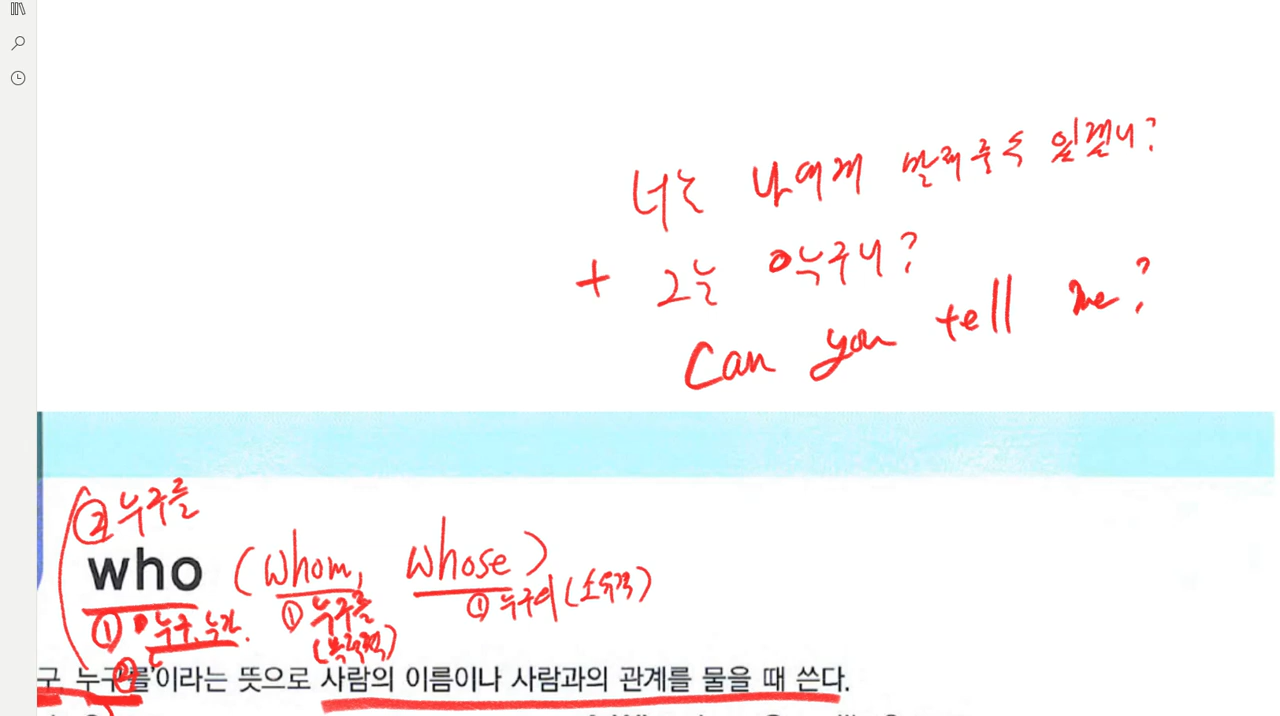 너는 나에게 말해줄수 있겠니?
+ 그는 누구니?
Can you tell me?
② 누구를
who (whom, whose)
① 누구, 누가. ① 누구를 ① 누구의 (소유격)
(목적격)
구 누구를'이라는 뜻으로 사람의 이름이나 사람과의 관계를 물을 때 쓴다.